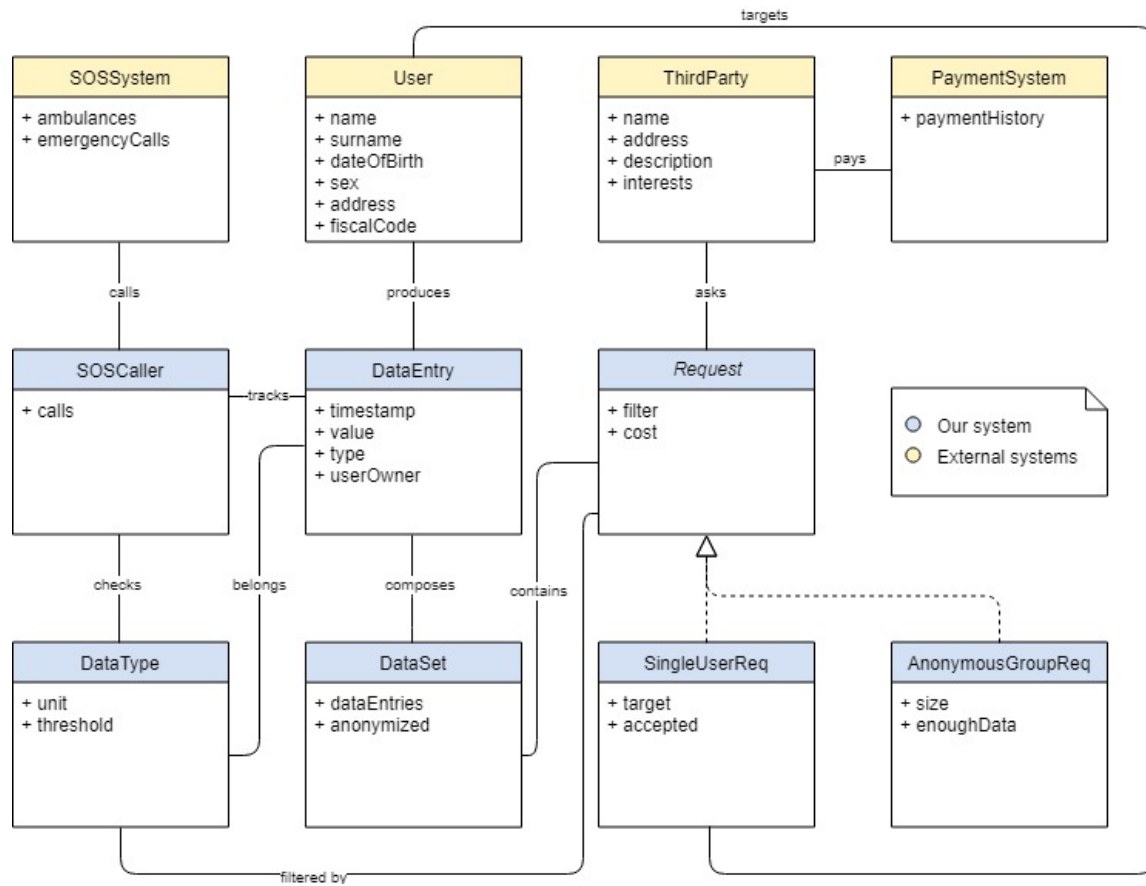 targets
SOSSystem
+ ambulances
+ emergencyCalls
User
+ name
+ surname
+ dateOfBirth
+ sex
+ address
+ fiscalCode
ThirdParty
+ name
+ address
+ description
+ interests
pays
PaymentSystem
+ paymentHistory
calls
produces
asks
SOSCaller
+ calls
tracks
DataEntry
+ timestamp
+ value
+ type
+ userOwner
Request
+ filter
+ cost
Our system
External systems
checks
belongs
composes
contains
DataType
+ unit
+ threshold
DataSet
+ dataEntries
+ anonymized
SingleUserReq
+ target
+ accepted
AnonymousGroupReq
+ size
+ enoughData
filtered by